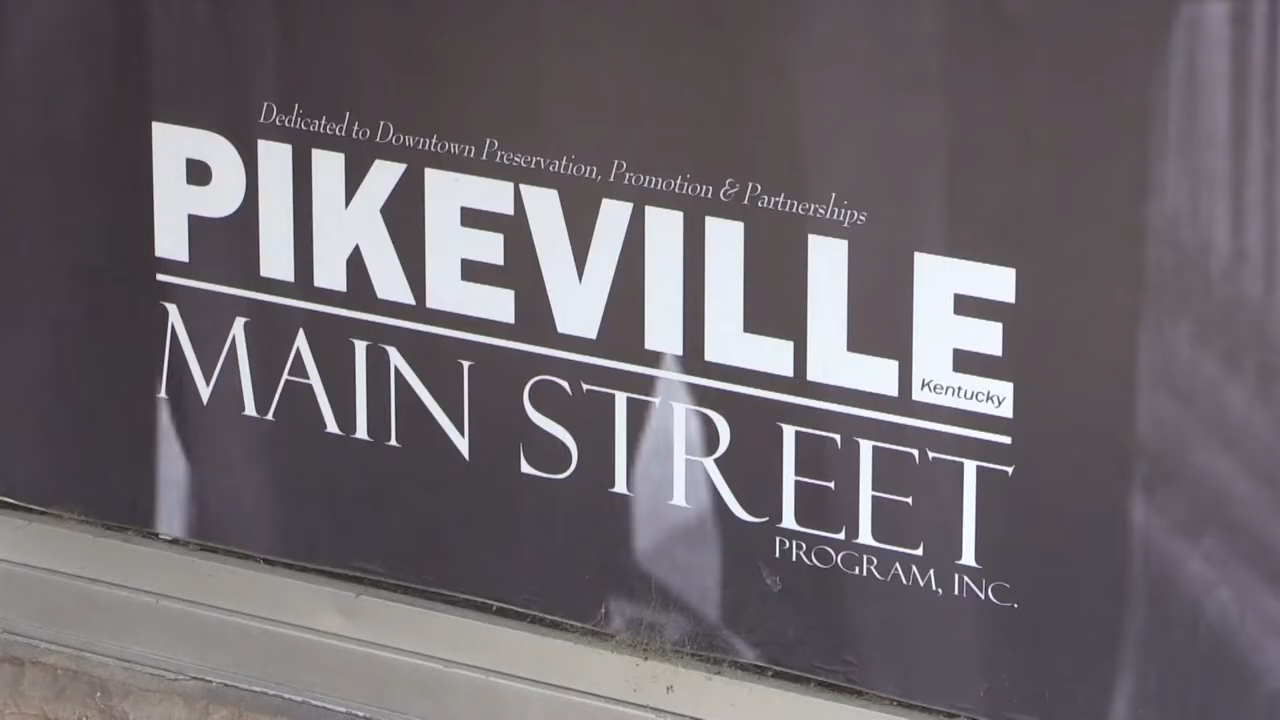 Dedicated to Downtown Preservation, Promotion & Partnerships
PIKEVILLE
Kentucky
MAIN STREET
PROGRAM, INC.